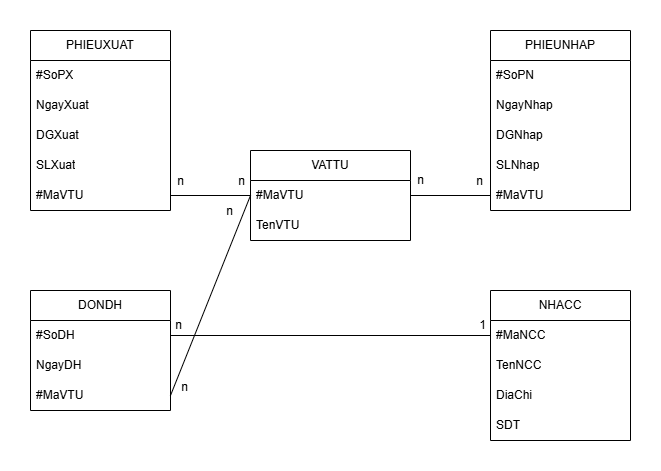 PHIEUXUAT
#SoPX
NgayXuat
DGXuat
SLXuat
#MaVTU
n
n
VATTU
#MaVTU
TenVTU
n
n
n
PHIEUNHAP
#SoPN
NgayNhap
DGNhap
SLNhap
#MaVTU
DONDH
#SoDH
NgayDH
#MaVTU
n
n
1
NHACC
#MaNCC
TenNCC
DiaChi
SDT